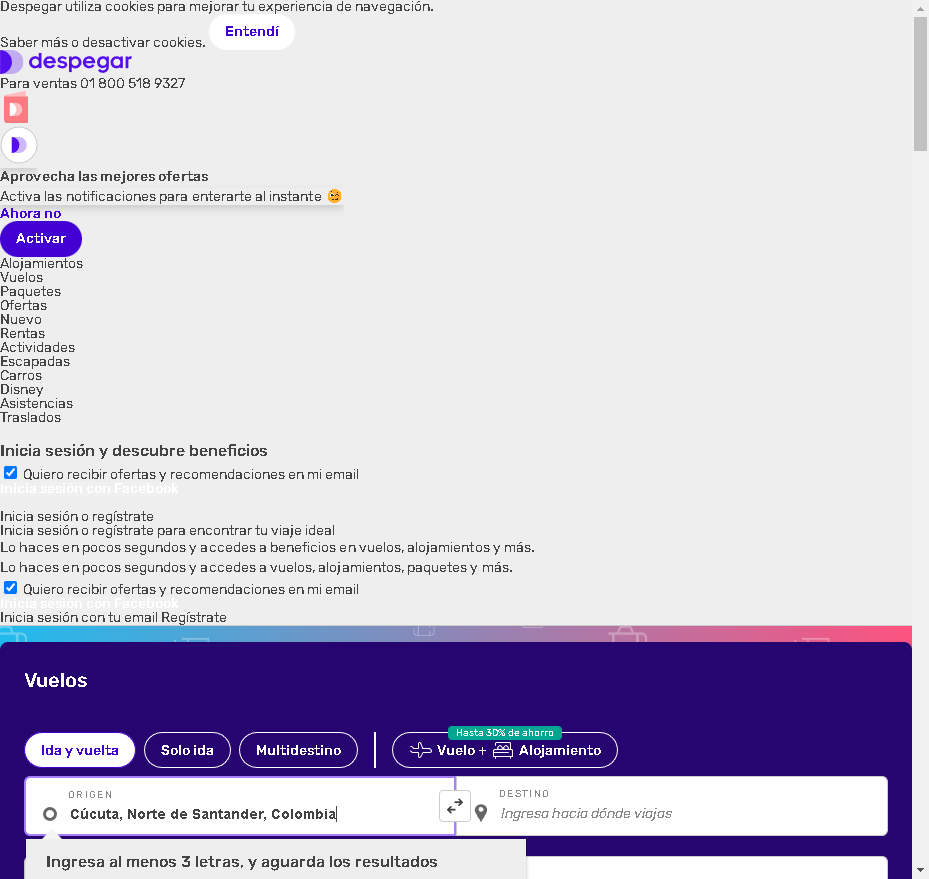 Despegar utiliza cookies para mejorar tu experiencia de navegación.
Saber más o desactivar cookies. Entendí
despegar
Para ventas 01 800 518 9327
Aprovecha las mejores ofertas
Activa las notificaciones para enterarte al instante
Ahora no
Activar
Alojamientos
Vuelos
Paquetes
Ofertas
Nuevo
Rentas
Actividades
Escapadas
Carros
Disney
Asistencias
Traslados
Inicia sesión y descubre beneficios
Quiero recibir ofertas y recomendaciones en mi email
Inicia sesión con Facebook
Inicia sesión o regístrate
Inicia sesión o regístrate para encontrar tu viaje ideal
Lo haces en pocos segundos y accedes a beneficios en vuelos, alojamientos y más.
Lo haces en pocos segundos y accedes a vuelos, alojamientos, paquetes y más.
Quiero recibir ofertas y recomendaciones en mi email
Inicia sesión con Facebook
Inicia sesión con tu email Regístrate
Vuelos
Hasta 30% de ahorro
Ida y vuelta Solo ida Multidestino Vuelo + Alojamiento
ORIGEN DESTINO
Cúcuta, Norte de Santander, Colombia Ingresa hacia dónde viajas
Ingresa al menos 3 letras, y aguarda los resultados